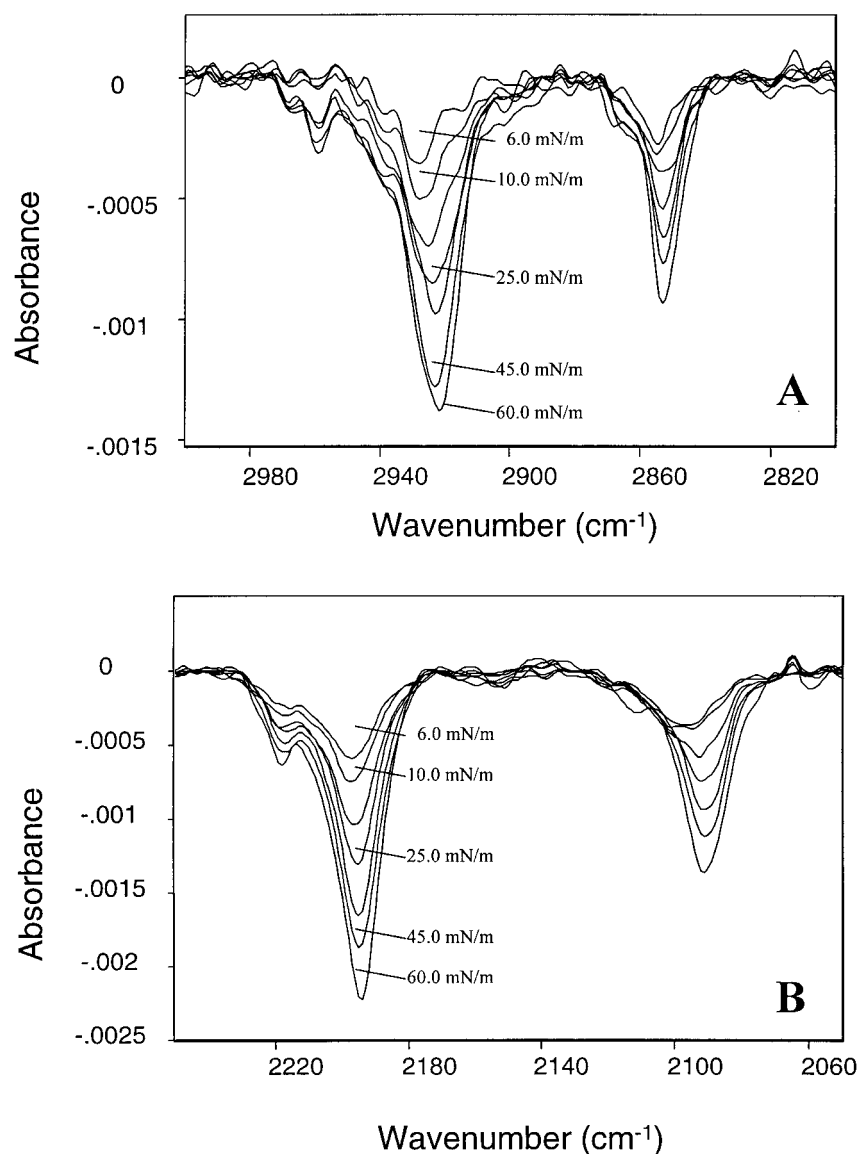 0
-.0005
-.001
-.0015
Absorbance
6.0 mN/m
10.0 mN/m
25.0 mN/m
45.0 mN/m
60.0 mN/m
A
2980 2940 2900 2860 2820
Wavenumber (cm-1)
0
-.0005
-.001
-.0015
-.002
-.0025
Absorbance
6.0 mN/m
10.0 mN/m
25.0 mN/m
45.0 mN/m
60.0 mN/m
B
2220 2180 2140 2100 2060
Wavenumber (cm-1)